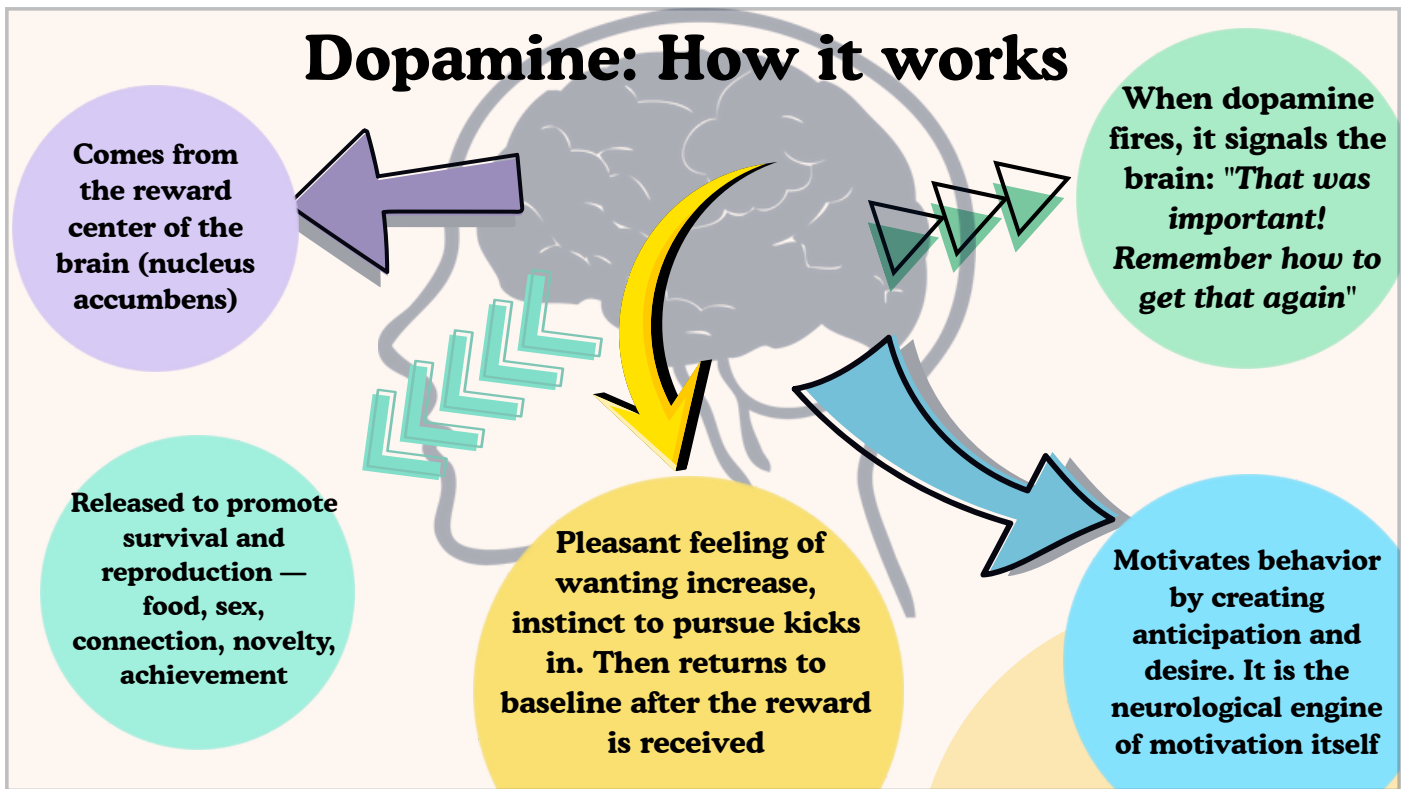 Dopamine: How it works
Comes from
the reward
center of the
brain (nucleus
accumbens)
When dopamine
fires, it signals the
brain: "That was
important!
Remember how to
get that again"
Released to promote
survival and
reproduction —
food, sex,
connection, novelty,
achievement
Pleasant feeling of
wanting increase,
instinct to pursue kicks
in. Then returns to
baseline after the reward
is received
Motivates behavior
by creating
anticipation and
desire. It is the
neurological engine
of motivation itself